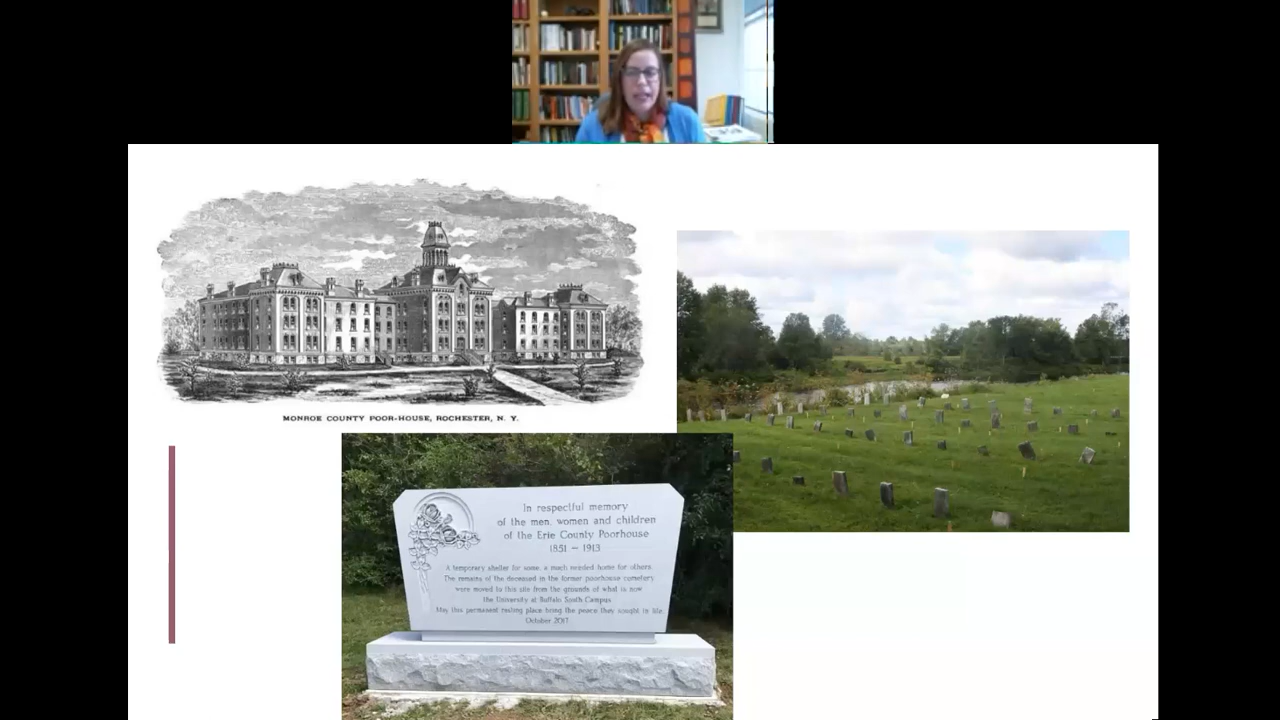 MONROE COUNTY POOR-HOUSE, ROCHESTER, N. Y.
In respectful memory
of the men, women and children
of the Erie County Poorhouse
1851 – 1913
A temporary shelter for some, a much needed home for others.
The remains of the deceased in the former poorhouse cemetery
were moved to this site from the grounds of what is now
the University at Buffalo South Campus
May this permanent resting place bring the peace they sought in life.
October 2017